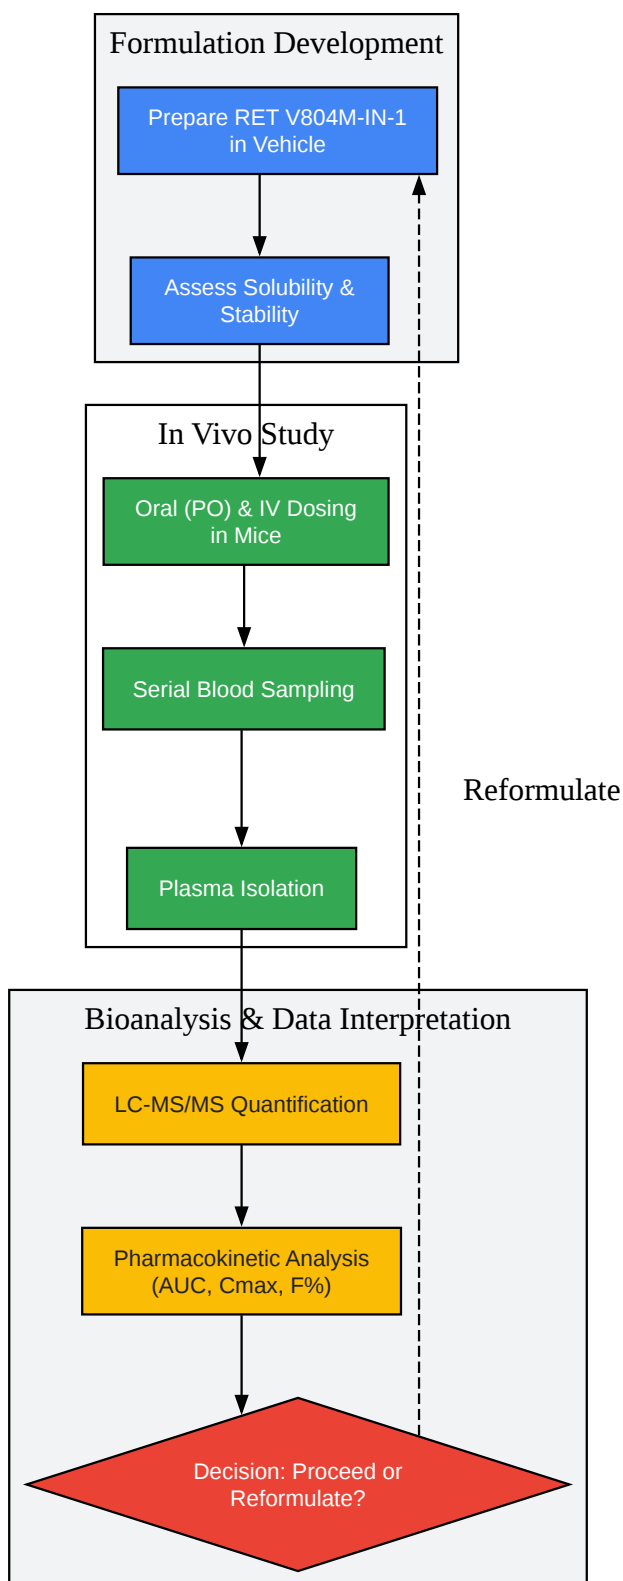 Formulation Development
Prepare RET V804M-IN-1
in Vehicle
Assess Solubility &
Stability
In Vivo Study
Oral (PO) & IV Dosing
in Mice
Serial Blood Sampling
Reformulate
Plasma Isolation
Bioanalysis & Data Interpretation
LC-MS/MS Quantification
Pharmacokinetic Analysis
(AUC, Cmax, F%)
Decision: Proceed or
Reformulate?